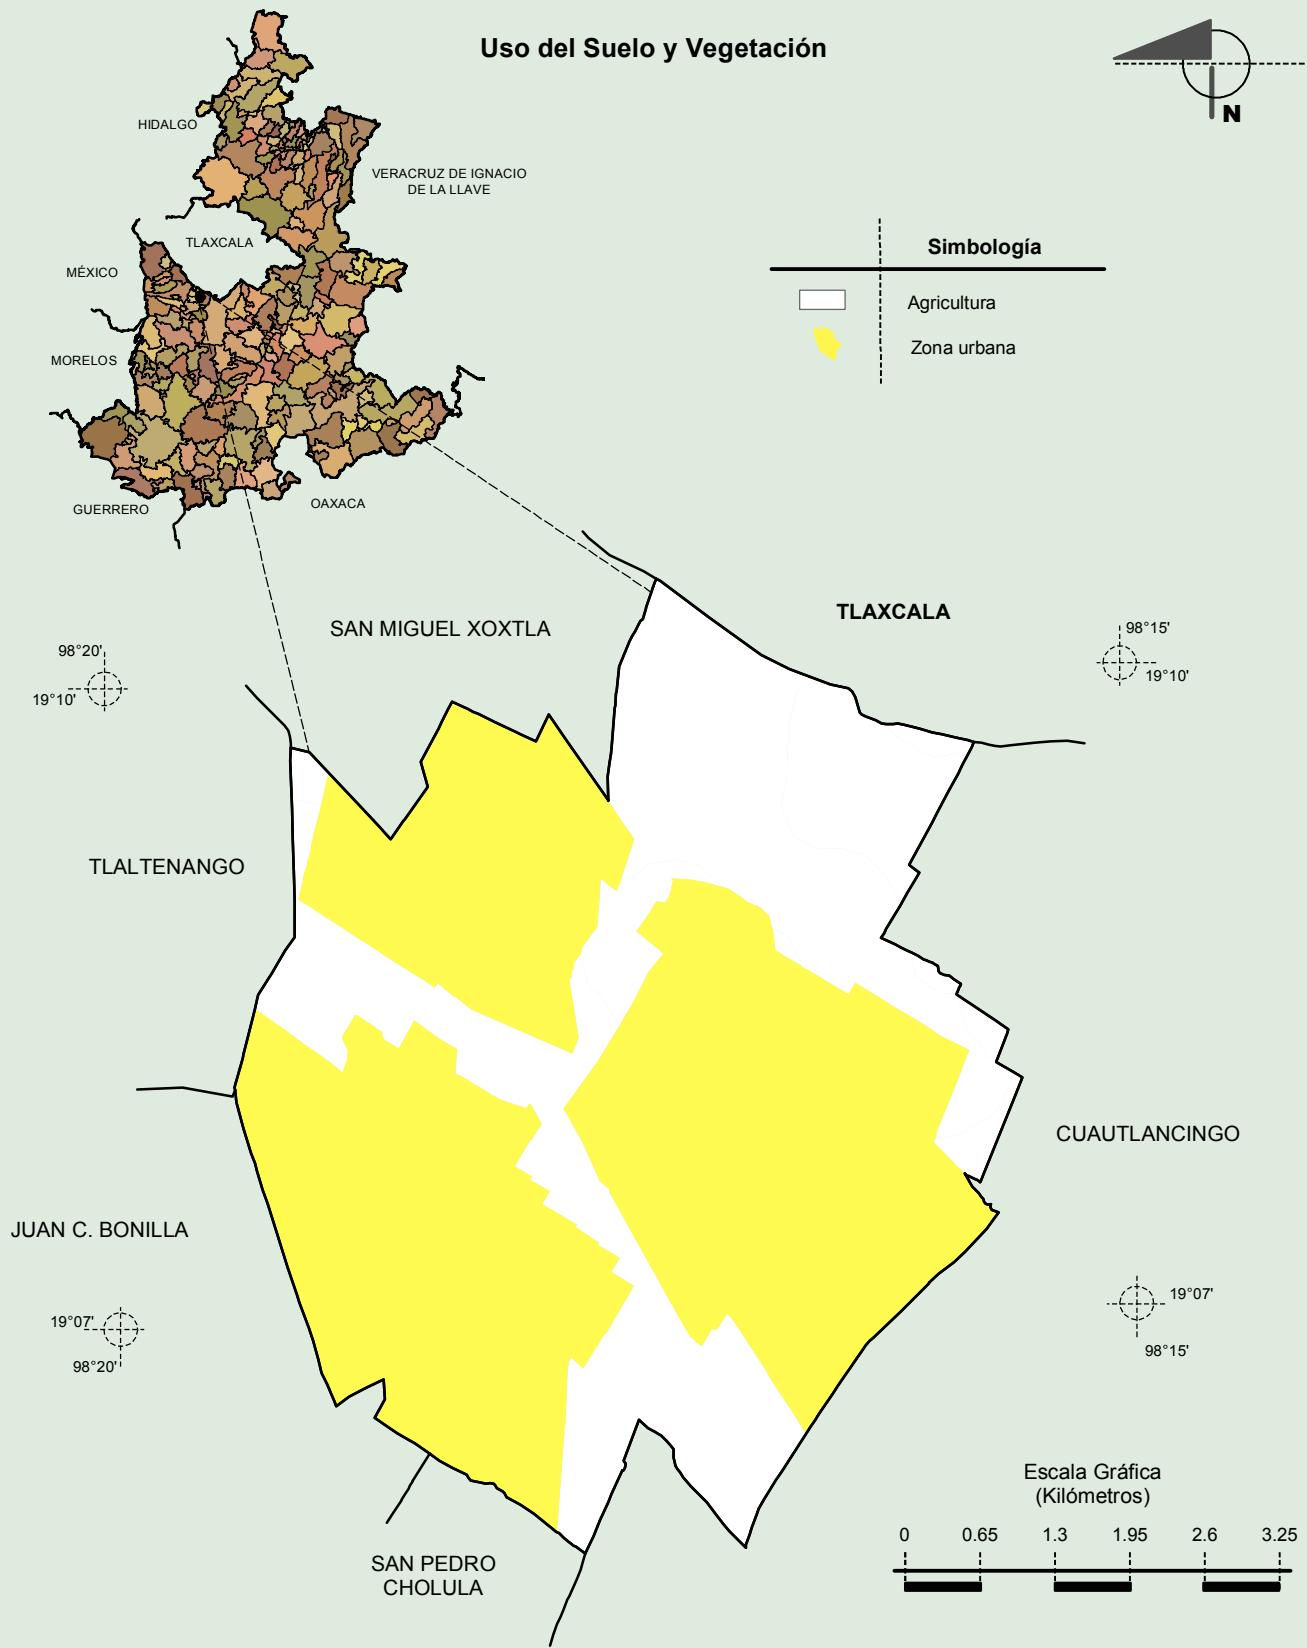 Uso del Suelo y Vegetación
N
HIDALGO
VERACRUZ DE IGNACIO
DE LA LLAVE
TLAXCALA
MÉXICO
MORELOS
GUERRERO
OAXACA
Simbología
Agricultura
Zona urbana
SAN MIGUEL XOXTLA
TLAXCALA
98°20'
19°10'
98°15'
19°10'
TLALTENANGO
CUAUTLANCINGO
JUAN C. BONILLA
19°07'
98°20'
19°07'
98°15'
SAN PEDRO
CHOLULA
Escala Gráfica
(Kilómetros)
0 0.65 1.3 1.95 2.6 3.25